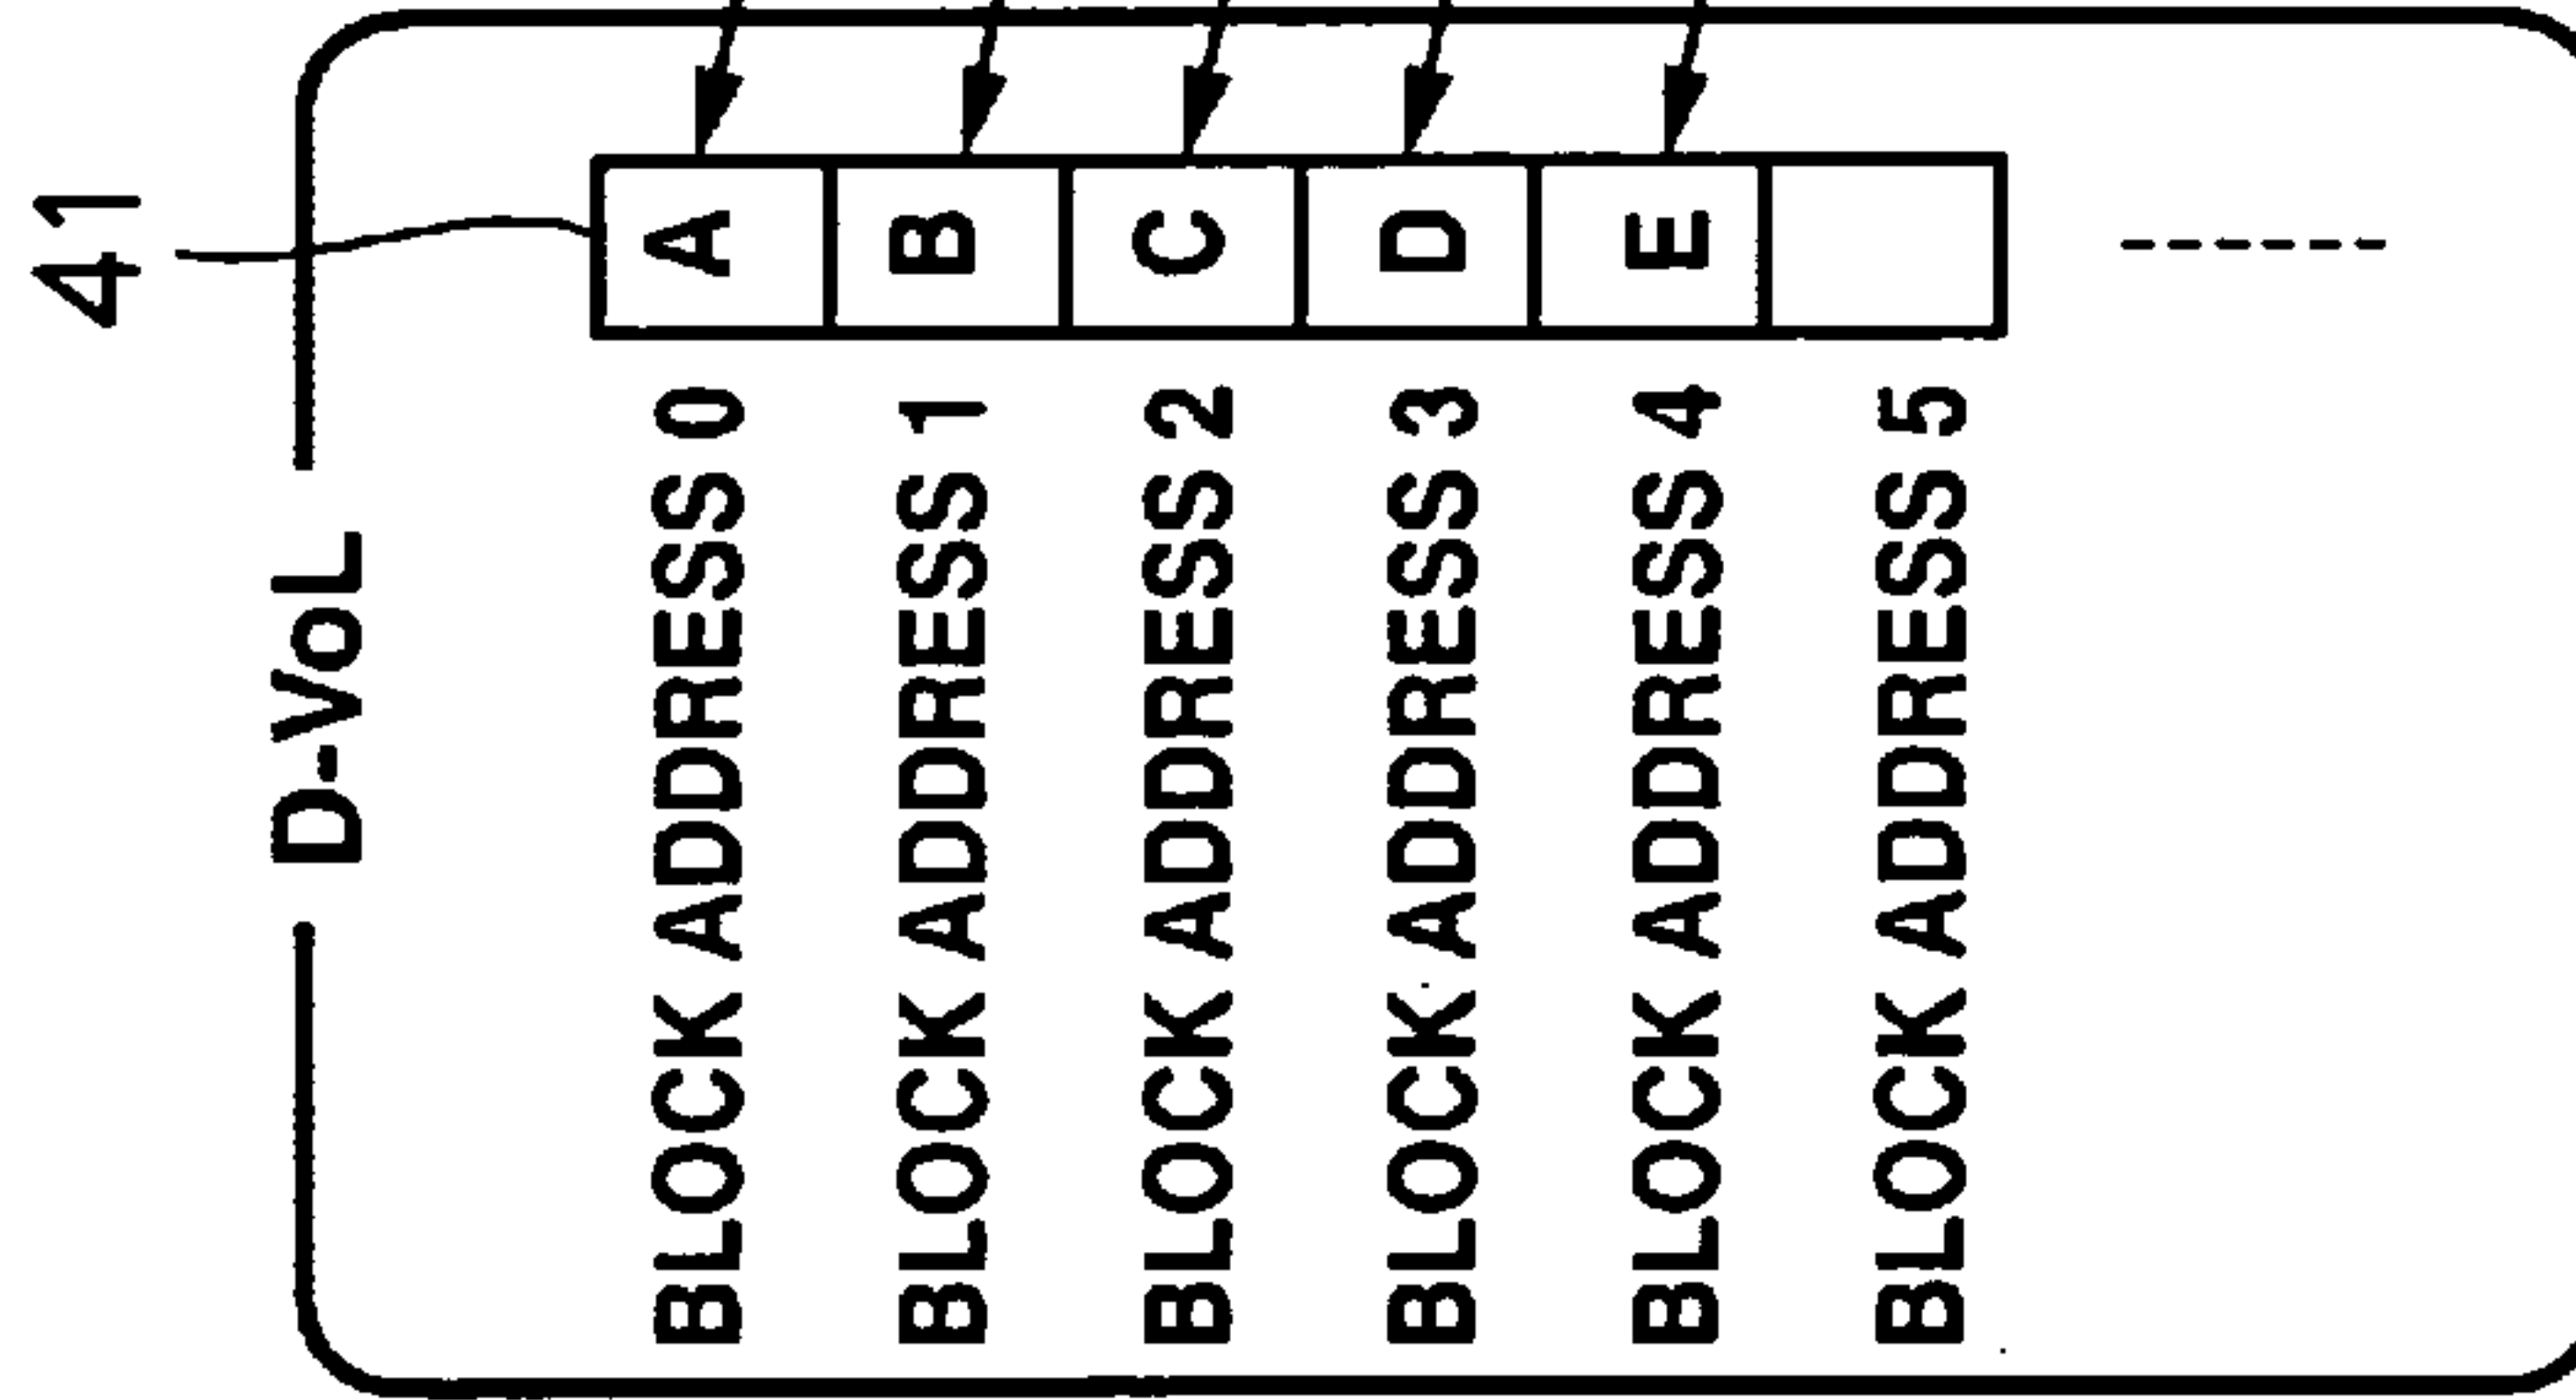 41
D-VoL
BLOCK ADDRESS 0 A
BLOCK ADDRESS 1 B
BLOCK ADDRESS 2 C
BLOCK ADDRESS 3 D
BLOCK ADDRESS 4 E
BLOCK ADDRESS 5